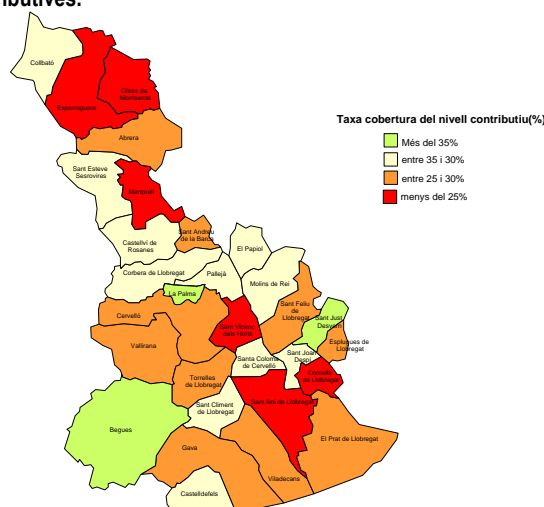 ributives.
Collbató
Olesa de
Montserrat
Esparreguera
Abrera
Taxa cobertura del nivell contributiu(%)
Més del 35%
entre 35 i 30%
entre 25 i 30%
menys del 25%
Sant Esteve
Sesrovires
Martorell
Sant Andreu
de la Barca
Castellví de
Rosanes
El Papiol
Corbera de Llobregat
Pallejà
Molins de Rei
La Palma
Cervelló
Sant Feliu
de
Llobregat
Sant Just
Desvern
Sant Vicenç
dels Horts
Vallirana
Esplugues de
Llobregat
Santa Coloma
de Cervelló
Sant Joan
Despí
Cornellà
de Llobregat
Torrelles
de Llobregat
Sant Climent
de Llobregat
Sant Boi de Llobregat
Begues
El Prat de Llobregat
Gava
Viladecans
Castelldefels